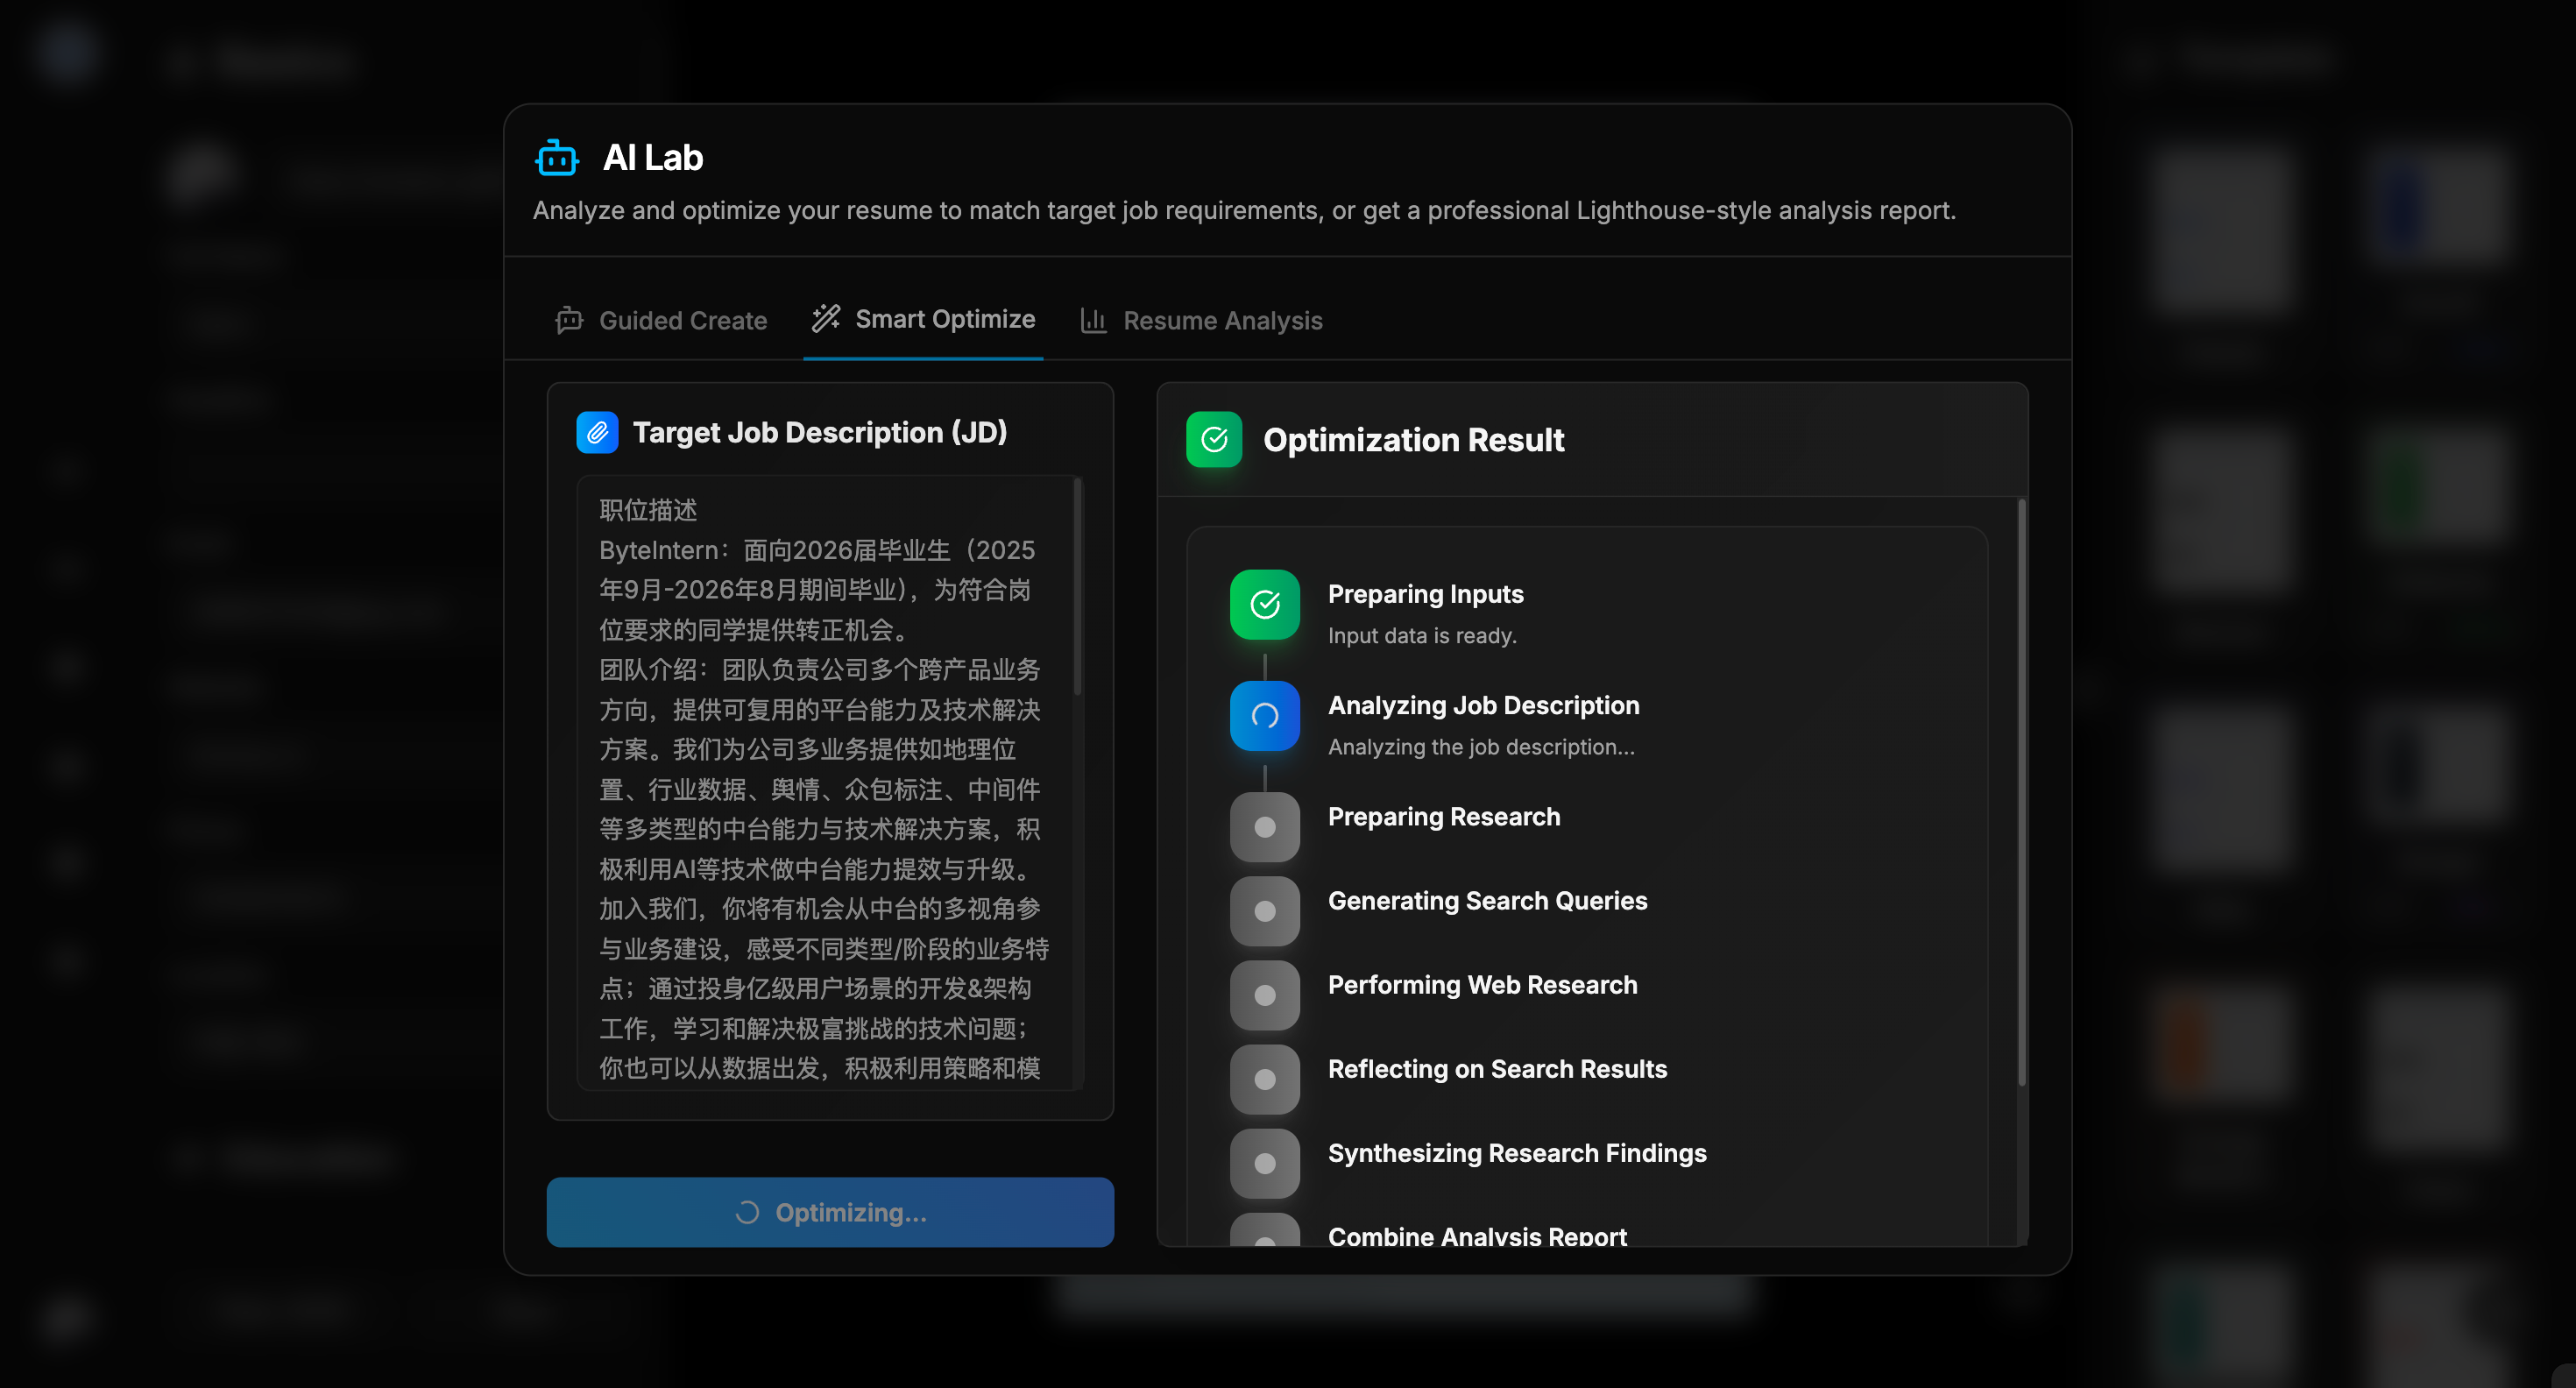 AI Lab
Analyze and optimize your resume to match target job requirements, or get a professional Lighthouse-style analysis report.
Guided Create
Smart Optimize
Resume Analysis
Target Job Description (JD)
职位描述
ByteIntern：面向2026届毕业生（2025
年9月-2026年8月期间毕业），为符合岗
位要求的同学提供转正机会。
团队介绍：团队负责公司多个跨产品业务
方向，提供可复用的平台能力及技术解决
方案。我们为公司多业务提供如地理位
置、行业数据、舆情、众包标注、中间件
等多类型的中台能力与技术解决方案，积
极利用AI等技术做中台能力提效与升级。
加入我们，你将有机会从中台的多视角参
与业务建设，感受不同类型/阶段的业务特
点；通过投身亿级用户场景的开发&架构
工作，学习和解决极富挑战的技术问题；
你也可以从数据出发，积极利用策略和模
Optimizing...
Optimization Result
Preparing Inputs
Input data is ready.
Analyzing Job Description
Analyzing the job description...
Preparing Research
Generating Search Queries
Performing Web Research
Reflecting on Search Results
Synthesizing Research Findings
Combine Analysis Report